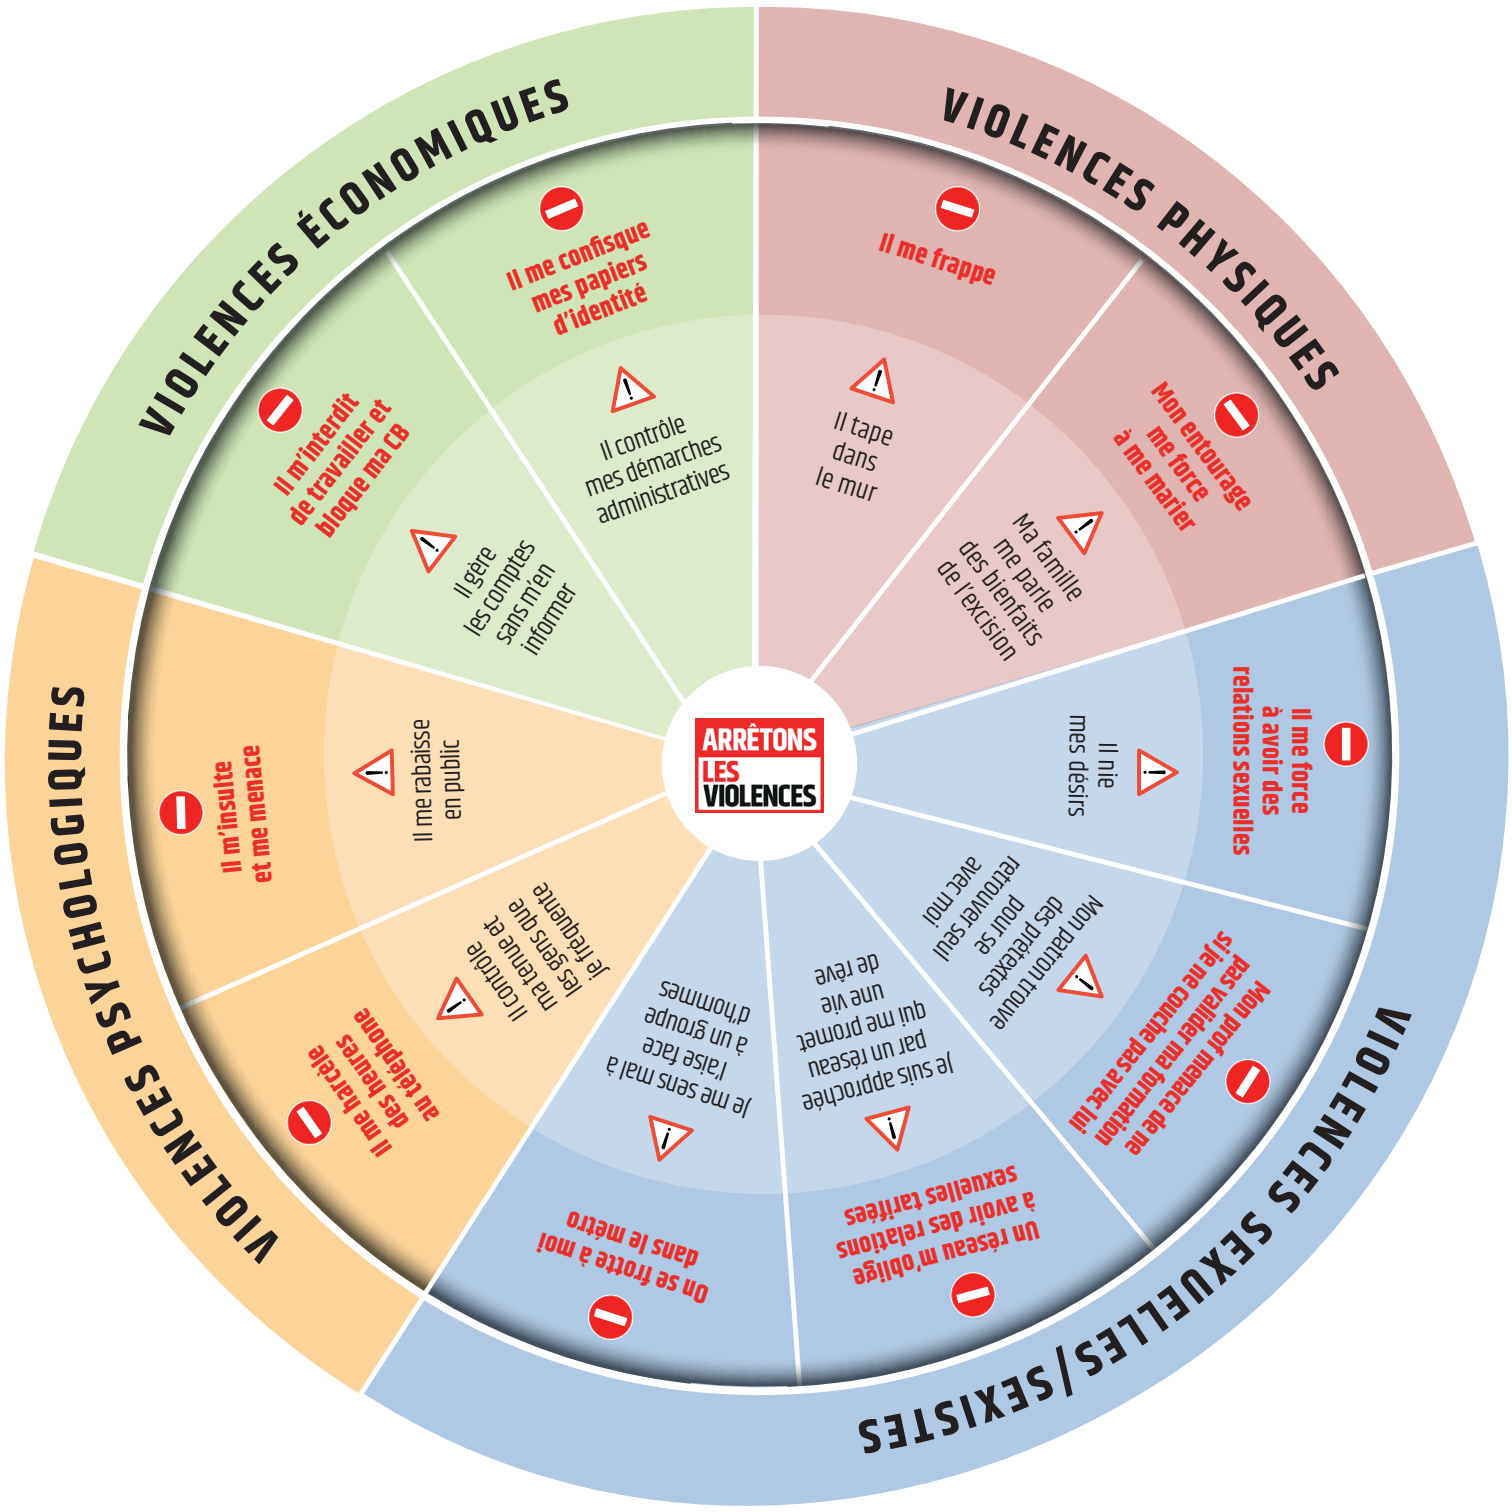 VIOLENCES PHYSIQUES
Il me frappe
Il tape
dans
le mur
Mon entourage
me force
à me marier
Ma famille
me parle
des bienfaits
de l'excision
VIOLENCES SEXUELLES/SEXISTES
Il me force
à avoir des
relations sexuelles
Il nie
mes désirs
Mon prof menace de ne
pas valider ma formation
si je ne couche pas avec lui
Mon patron trouve
des prétextes
pour se
retrouver seul
avec moi
Un réseau m'oblige
à avoir des relations
sexuelles tarifées
Je suis approchée
par un réseau
qui me promet
une vie
de rêve
On se frotte à moi
dans le métro
Je me sens mal à
l'aise face
à un groupe
d'hommes
VIOLENCES PSYCHOLOGIQUES
Il me harcèle
des heures
au téléphone
Il contrôle
ma tenue et
les gens que
je fréquente
Il m'insulte
et me menace
Il me rabaisse
en public
VIOLENCES ÉCONOMIQUES
Il m'interdit
de travailler et
bloque ma CB
Il gère
les comptes
sans m'en
informer
Il me confisque
mes papiers
d'identité
Il contrôle
mes démarches
administratives
ARRÊTONS
LES
VIOLENCES